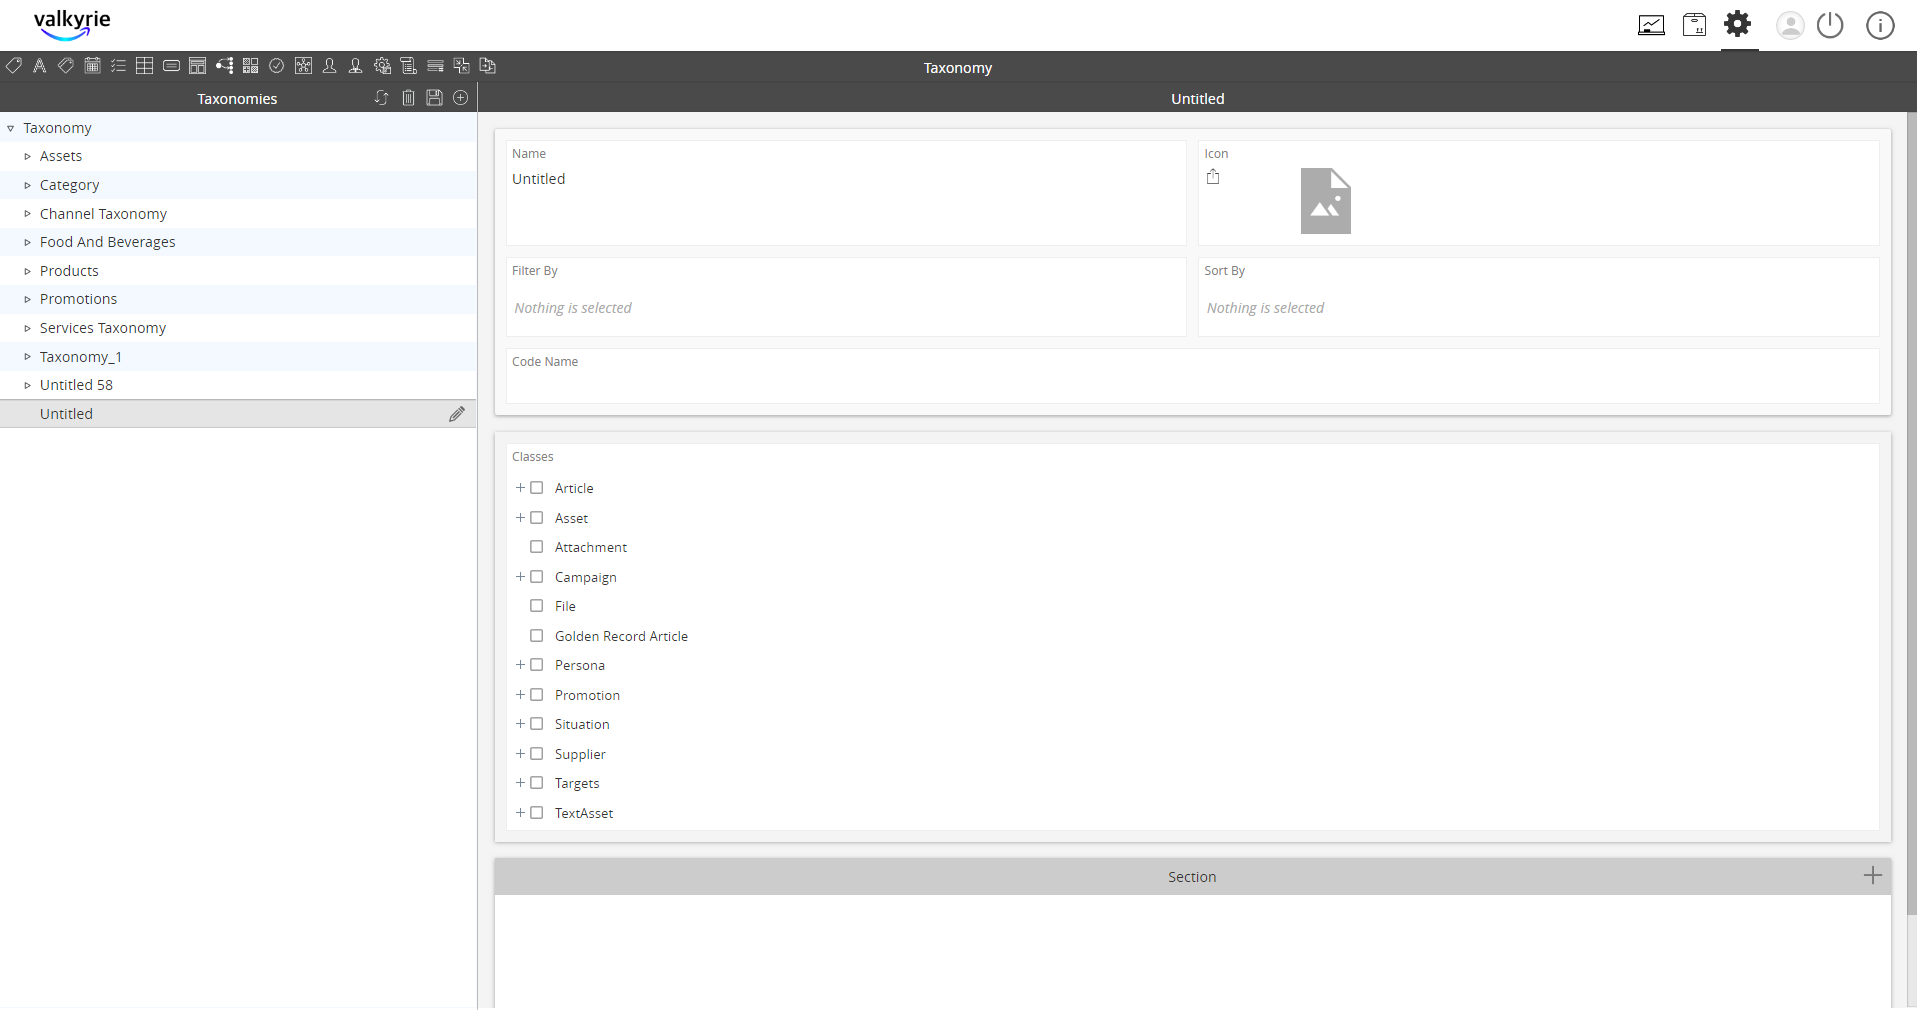 valkyrie
Taxonomy
Taxonomies
Untitled
Taxonomy
Assets
Category
Channel Taxonomy
Food And Beverages
Products
Promotions
Services Taxonomy
Taxonomy_1
Untitled 58
Untitled
Name
Untitled
Icon
Filter By
Nothing is selected
Sort By
Nothing is selected
Code Name
Classes
Article
Asset
Attachment
Campaign
File
Golden Record Article
Persona
Promotion
Situation
Supplier
Targets
TextAsset
Section